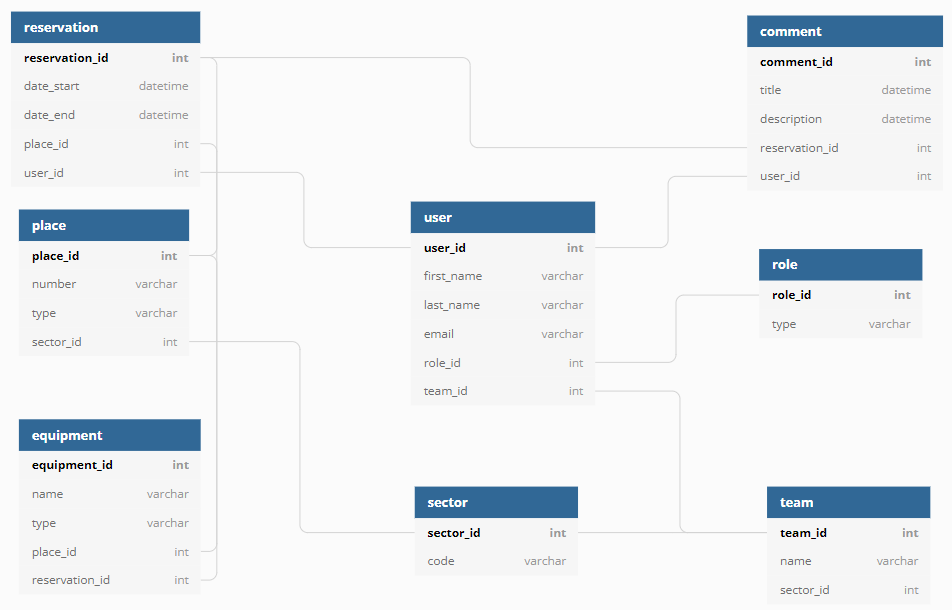 reservation
reservation_id int
date_start datetime
date_end datetime
place_id int
user_id int
place
place_id int
number varchar
type varchar
sector_id int
equipment
equipment_id int
name varchar
type varchar
place_id int
reservation_id int
user
user_id int
first_name varchar
last_name varchar
email varchar
role_id int
team_id int
sector
sector_id int
code varchar
comment
comment_id int
title datetime
description datetime
reservation_id int
user_id int
role
role_id int
type varchar
team
team_id int
name varchar
sector_id int